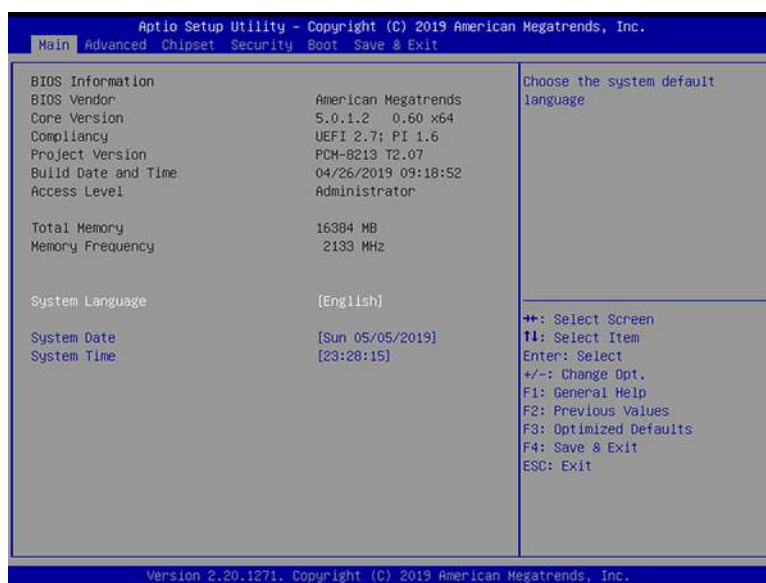 Aptio Setup Utility – Copyright (C) 2019 American Megatrends, Inc.
Main Advanced Chipset Security Boot Save & Exit
BIOS Information
BIOS Vendor American Megatrends
Core Version 5.0.1.2 0.60 x64
Compliancy UEFI 2.7; PI 1.6
Project Version PCM-8213 T2.07
Build Date and Time 04/26/2019 09:18:52
Access Level Administrator
Total Memory 16384 MB
Memory Frequency 2133 MHz
System Language [English]
System Date [Sun 05/05/2019]
System Time [23:28:15]
Choose the system default
language
→←: Select Screen
↑↓: Select Item
Enter: Select
+/-: Change Opt.
F1: General Help
F2: Previous Values
F3: Optimized Defaults
F4: Save & Exit
ESC: Exit
Version 2.20.1271. Copyright (C) 2019 American Megatrends, Inc.